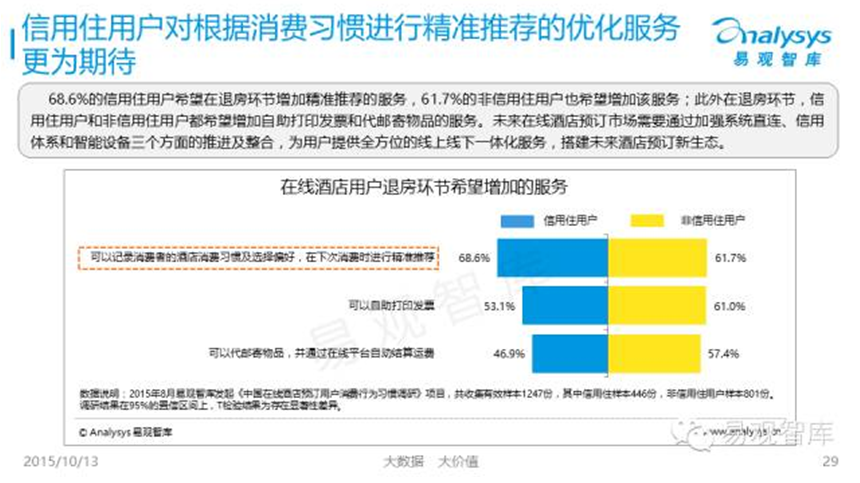 信用住用户对根据消费习惯进行精准推荐的优化服务
更为期待
analysys
易观智库
68.6%的信用住用户希望在退房环节增加精准推荐的服务，61.7%的非信用住用户也希望增加该服务；此外在退房环节，信
用住用户和非信用住用户都希望增加自助打印发票和代邮寄物品的服务。未来在线酒店预订市场需要通过加强系统直连、信用
体系和智能设备三个方面的推进及整合，为用户提供全方位的线上线下一体化服务，搭建未来酒店预订新生态。
在线酒店用户退房环节希望增加的服务
信用住用户 非信用住用户
可以记录消费者的酒店消费习惯及选择偏好，在下次消费时进行精准推荐 68.6% 61.7%
可以自助打印发票 53.1% 61.0%
可以代邮寄物品，并通过在线平台自助结算运费 46.9% 57.4%
易观智库
数据说明：2015年8月易观智库发起《中国在线酒店预订用户消费行为习惯调研》项目，共收集有效样本1247份，其中信用住样本446份，非信用住用户样本801份。
调研结果在95%的置信区间上，T检验结果为存在显著性差异。
© Analysys 易观智库 www.analysys.cn
易观智库
2015/10/13 大数据 大价值 29